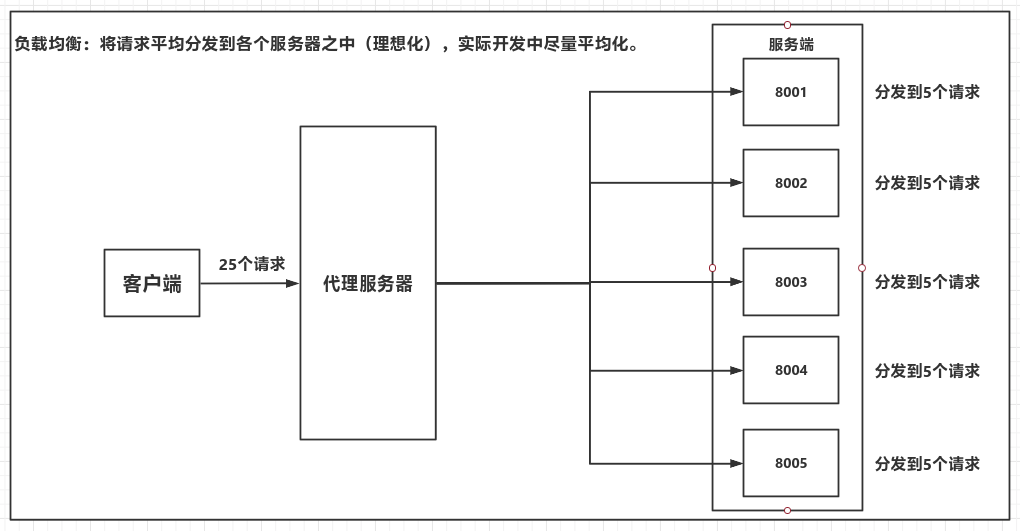 负载均衡：将请求平均分发到各个服务器之中（理想化），实际开发中尽量平均化。
服务端
8001
分发到5个请求
8002
分发到5个请求
25个请求
客户端
代理服务器
8003
分发到5个请求
8004
分发到5个请求
8005
分发到5个请求